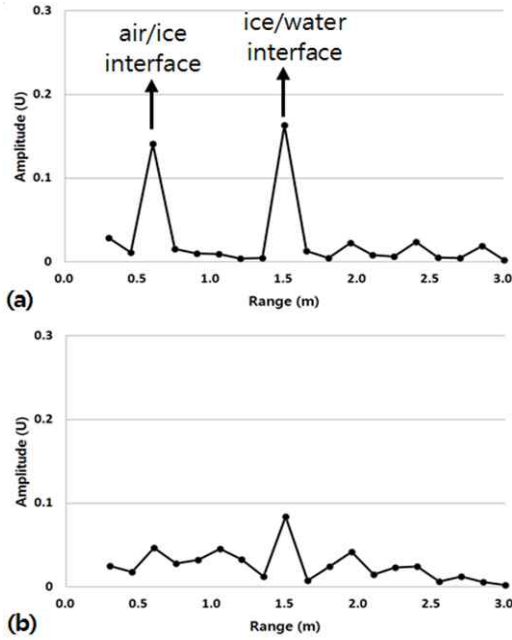 0.3
air/ice
interface
ice/water
interface
0.2
0.1
0
Amplitude (U)
0.0 0.5 1.0 1.5 2.0 2.5 3.0
Range (m)
(a)
0.3
0.2
0.1
0
Amplitude (U)
0.0 0.5 1.0 1.5 2.0 2.5 3.0
Range (m)
(b)